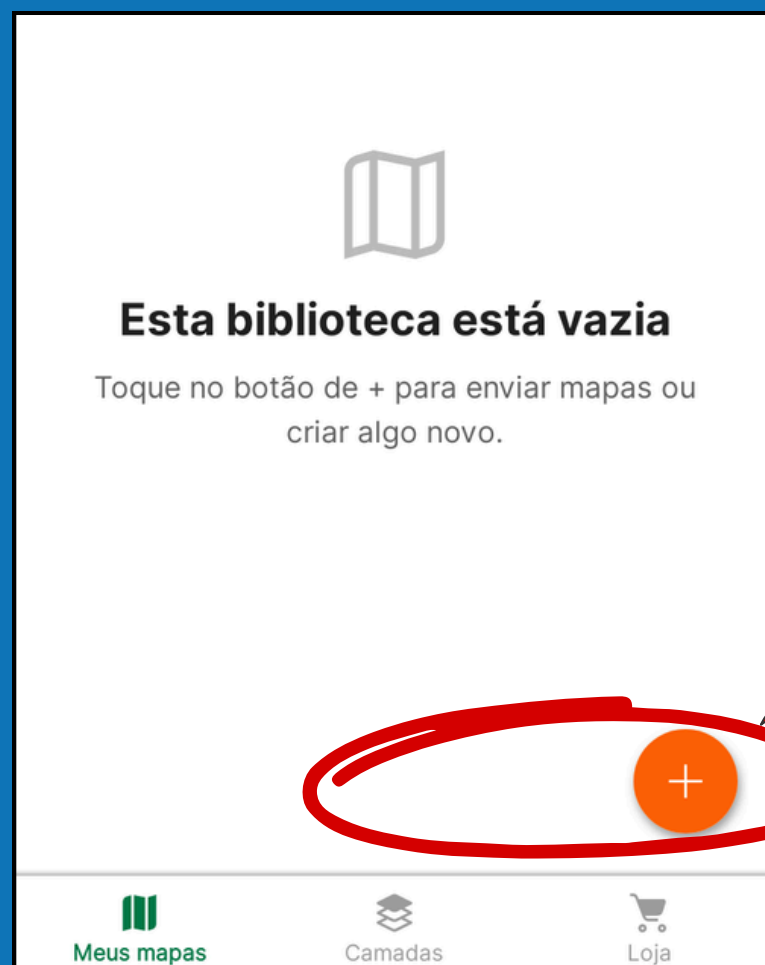 Esta biblioteca está vazia
Toque no botão de + para enviar mapas ou
criar algo novo.
+
Meus mapas
Camadas
Loja